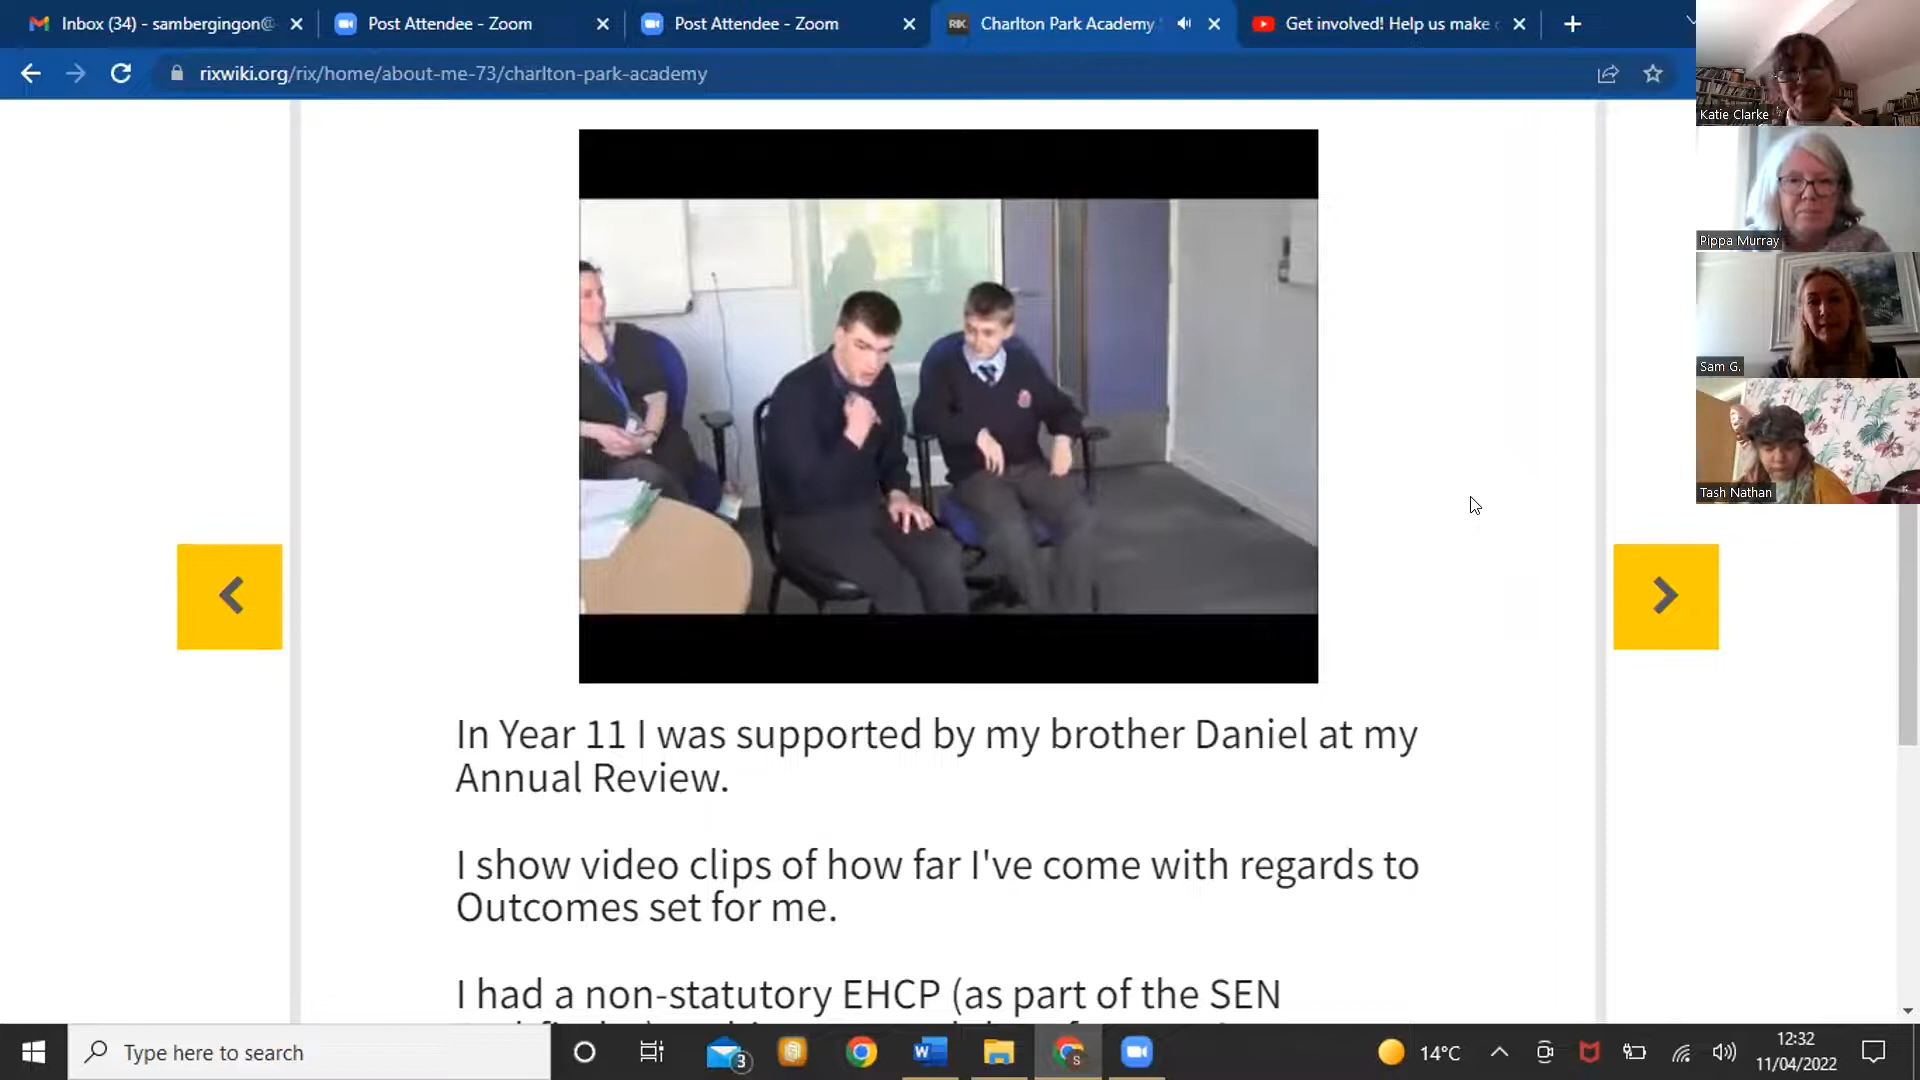 Inbox (34) - sambergingon@
Post Attendee - Zoom
Post Attendee - Zoom
RIX
Charlton Park Academy
Get involved! Help us make
rixwiki.org/rix/home/about-me-73/charlton-park-academy
Katie Clarke
Pippa Murray
Sam G.
Tash Nathan
In Year 11 I was supported by my brother Daniel at my
Annual Review.
I show video clips of how far I've come with regards to
Outcomes set for me.
I had a non-statutory EHCP (as part of the SEN
Type here to search
3
W
S
14°C
12:32
11/04/2022